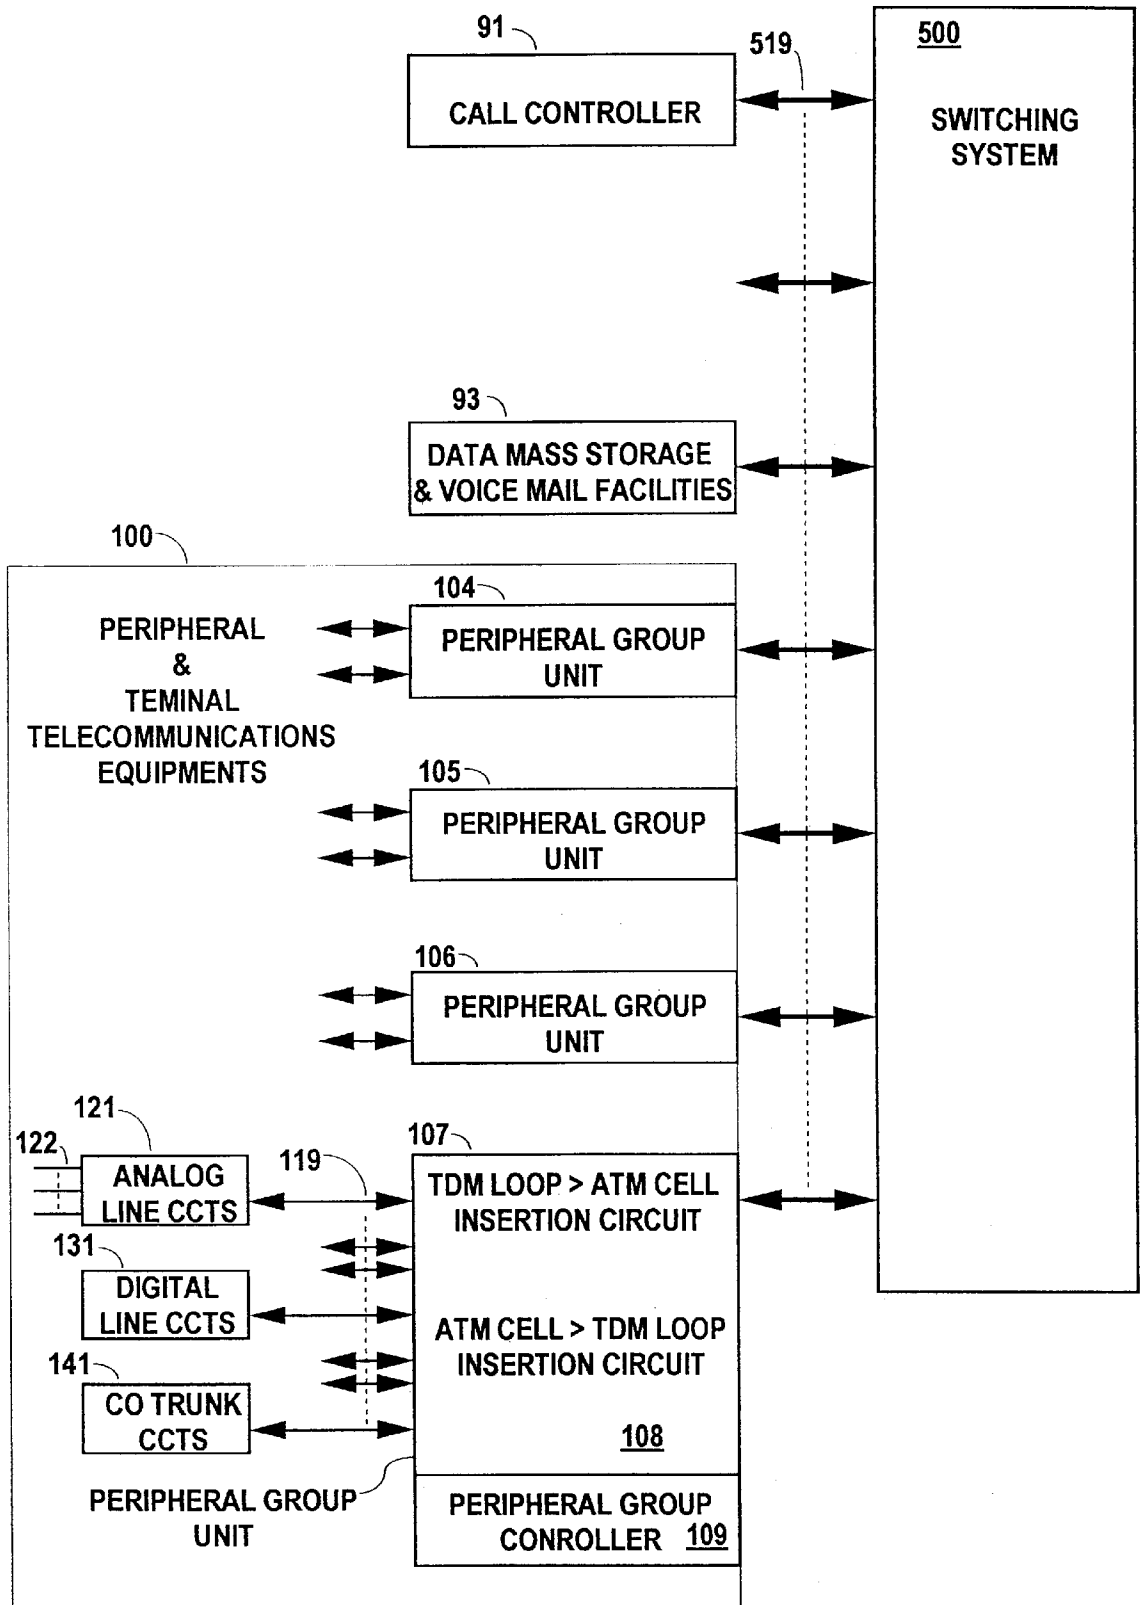 91
CALL CONTROLLER
519
500
SWITCHING
SYSTEM
93
DATA MASS STORAGE
& VOICE MAIL FACILITIES
100
PERIPHERAL
&
TEMINAL
TELECOMMUNICATIONS
EQUIPMENTS
104
PERIPHERAL GROUP
UNIT
105
PERIPHERAL GROUP
UNIT
106
PERIPHERAL GROUP
UNIT
121
122
ANALOG
LINE CCTS
119
107
TDM LOOP > ATM CELL
INSERTION CIRCUIT
131
DIGITAL
LINE CCTS
ATM CELL > TDM LOOP
INSERTION CIRCUIT
141
CO TRUNK
CCTS
108
PERIPHERAL GROUP
UNIT
PERIPHERAL GROUP
CONROLLER
109